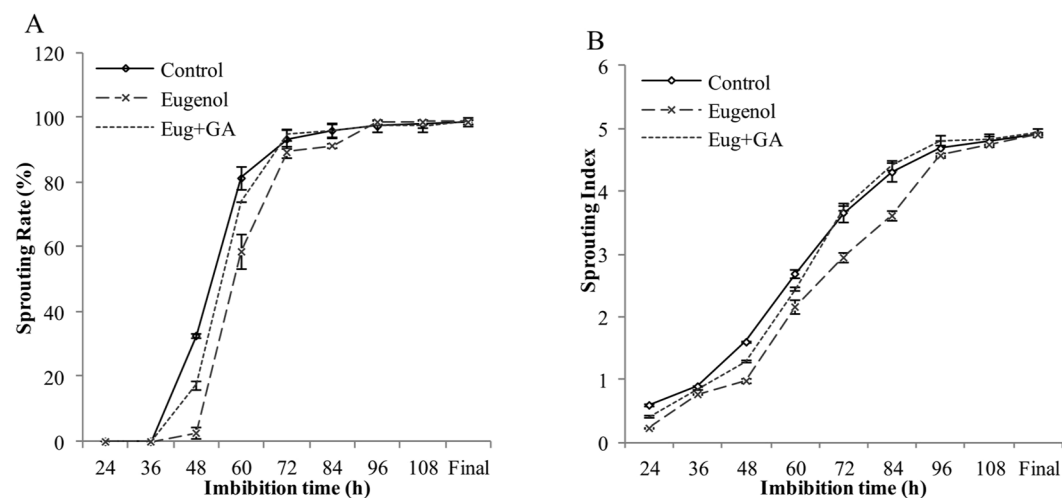 A
Sprouting Rate (%)
120
100
80
60
40
20
0
Control
Eugenol
Eug+GA
24 36 48 60 72 84 96 108 Final
Imbibition time (h)
B
Sprouting Index
6
5
4
3
2
1
0
Control
Eugenol
Eug+GA
24 36 48 60 72 84 96 108 Final
Imbibition time (h)